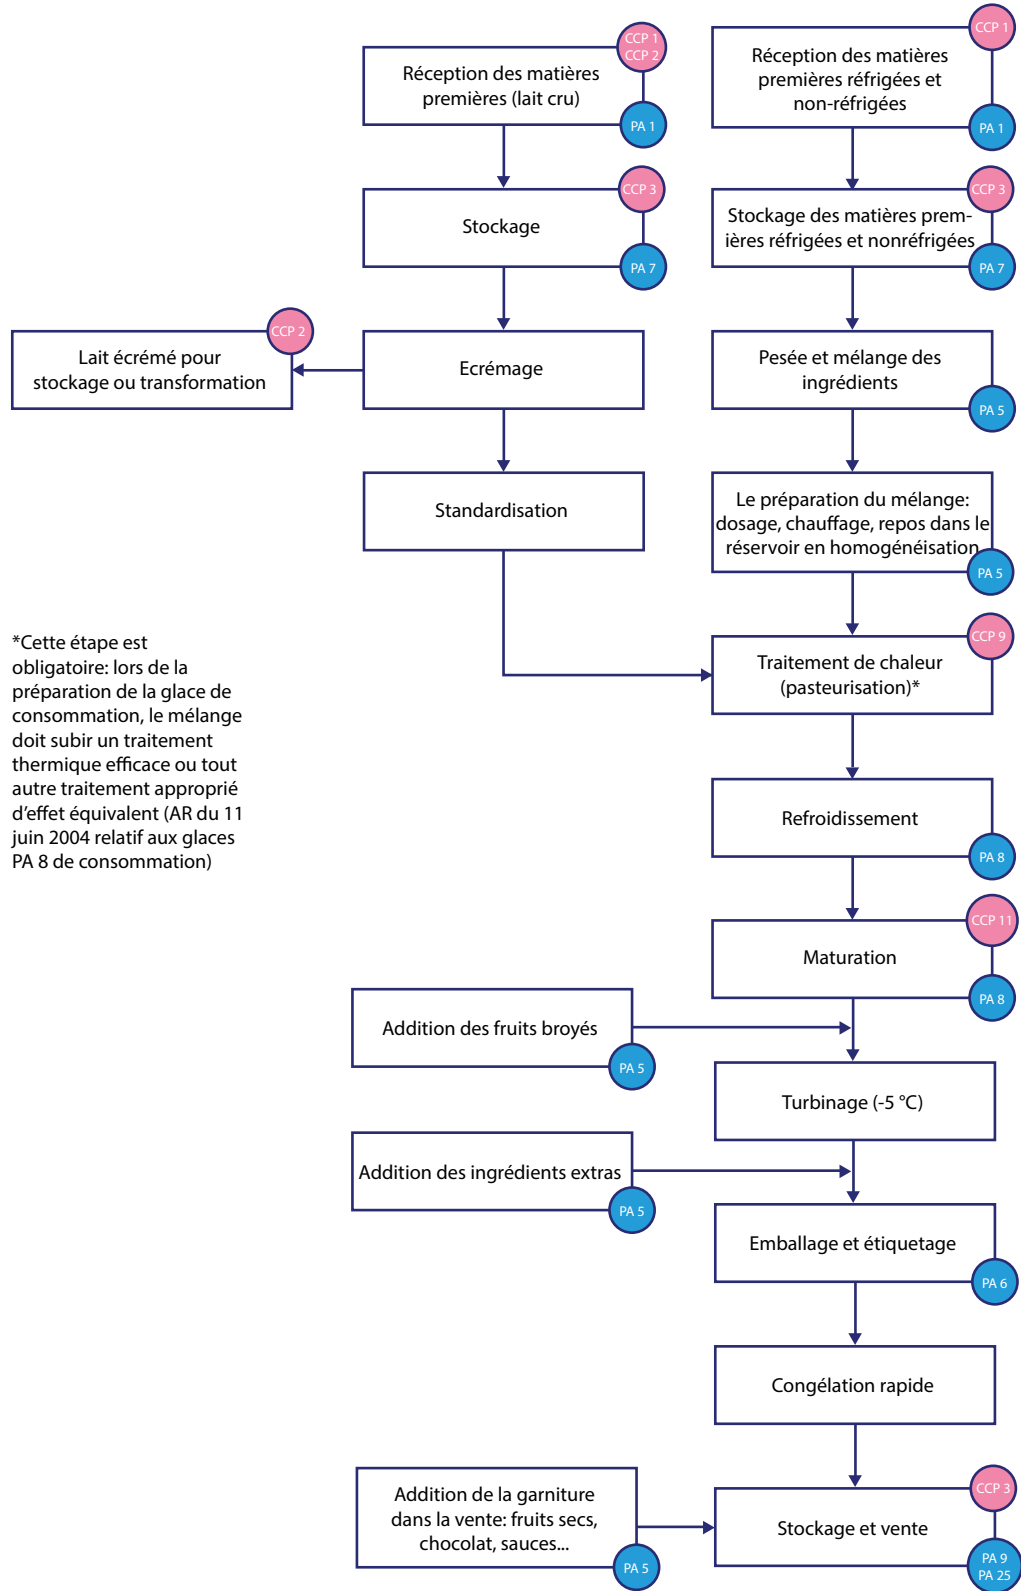 CCP 1
CCP 2
Réception des matières
premières (lait cru)
PA 1
CCP 1
Réception des matières
premières réfrigées et
non-réfrigées
PA 1
CCP 3
Stockage
PA 7
CCP 3
Stockage des matières prem-
ières réfrigées et nonréfrigées
PA 7
CCP 2
Lait écrémé pour
stockage ou transformation
Ecrémage
Pesée et mélange des
ingrédients
PA 5
Standardisation
Le préparation du mélange:
dosage, chauffage, repos dans le
réservoir en homogénéisation
PA 5
*Cette étape est
obligatoire: lors de la
préparation de la glace de
consommation, le mélange
doit subir un traitement
thermique efficace ou tout
autre traitement approprié
d'effet équivalent (AR du 11
juin 2004 relatif aux glaces
PA 8 de consommation)
CCP 9
Traitement de chaleur
(pasteurisation)*
Refroidissement
PA 8
CCP 11
Maturation
PA 8
Addition des fruits broyés
PA 5
Turbinage (-5 °C)
Addition des ingrédients extras
PA 5
Emballage et étiquetage
PA 6
Congélation rapide
Addition de la garniture
dans la vente: fruits secs,
chocolat, sauces...
PA 5
CCP 3
Stockage et vente
PA 9
PA 25